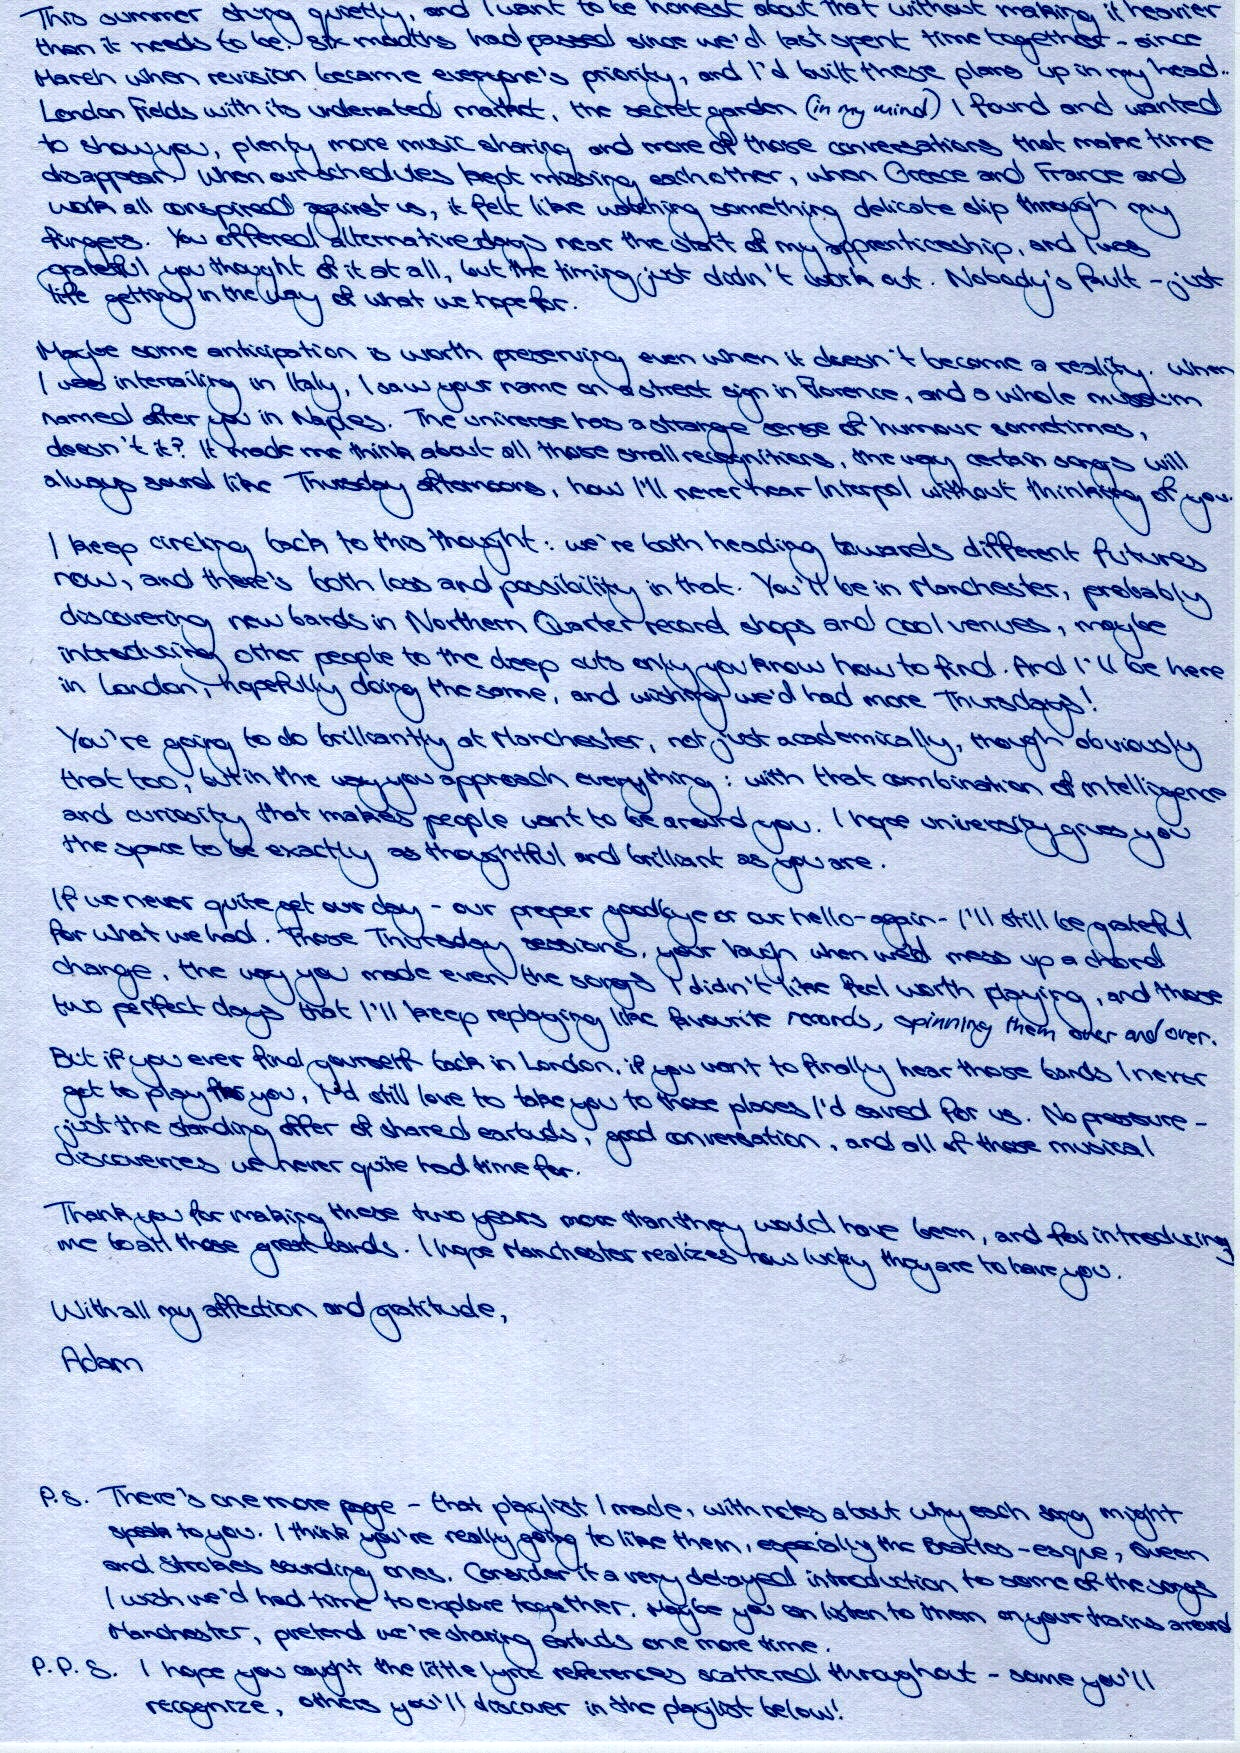 This summer stung quietly, and I want to be honest about that without making it heavier
than it needs to be. Six months had passed since we'd last spent time together - since
March when revision became everyone's priority, and I'd built these plans up in my head..
London Fields with its underrated market, the secret garden (in my mind) I found and wanted
to show you, plenty more music sharing and more of those conversations that make time
disappear. When our schedules kept missing each other, when Greece and France and
work all conspired against us, it felt like watching something delicate slip through my
fingers. You offered alternative days near the start of my apprenticeship, and I was
grateful you thought of it at all, but the timing just didn't work out. Nobody's fault - just
life getting in the way of what we hope for.
Maybe some anticipation is worth preserving even when it doesn't become a reality. When
I was interrailing in Italy, I saw your name on a street sign in Florence, and a whole museum
named after you in Naples. The universe has a strange sense of humour sometimes,
doesn't it? It made me think about all those small recognitions, the way certain songs will
always sound like Thursday afternoons, how I'll never hear Interpol without thinking of you.
I keep circling back to this thought: we're both heading towards different futures
now, and there's both loss and possibility in that. You'll be in Manchester, probably
discovering new bands in Northern Quarter record shops and cool venues, maybe
introducing other people to the deep cuts only you know how to find. And I'll be here
in London, hopefully doing the same, and wishing we'd had more Thursdays!
You're going to do brilliantly at Manchester, not just academically, though obviously
that too, but in the way you approach everything: with that combination of intelligence
and curiosity that makes people want to be around you. I hope university gives you
the space to be exactly as thoughtful and brilliant as you are.
If we never quite get our day - our proper goodbye or our hello-again - I'll still be grateful
for what we had. Those Thursday sessions, your laugh when we'd mess up a chord
change, the way you made even the songs I didn't like feel worth playing, and those
two perfect days that I'll keep replaying like favourite records, spinning them over and over.
But if you ever find yourself back in London, if you want to finally hear those bands I never
got to play for you, I'd still love to take you to those places I'd saved for us. No pressure -
just the standing offer of shared earbuds, good conversation, and all of those musical
discoveries we never quite had time for.
Thank you for making these two years more than they would have been, and for introducing
me to all those great bands. I hope Manchester realizes how lucky they are to have you.
With all my affection and gratitude,
Adam
P.S. There's one more page - that playlist I made, with notes about why each song might
speak to you. I think you're really going to like them, especially the Beatles-esque, Queen
and Strokes sounding ones. Consider it a very delayed introduction to some of the songs
I wish we'd had time to explore together. Maybe you can listen to them on your trains around
Manchester, pretend we're sharing earbuds one more time.
P.P.S. I hope you caught the little lyric references scattered throughout - some you'll
recognize, others you'll discover in the playlist below!